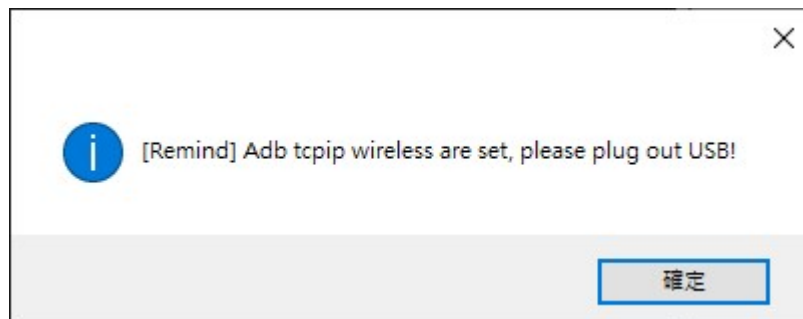 [Remind] Adb tcpip wireless are set, please plug out USB!
確定